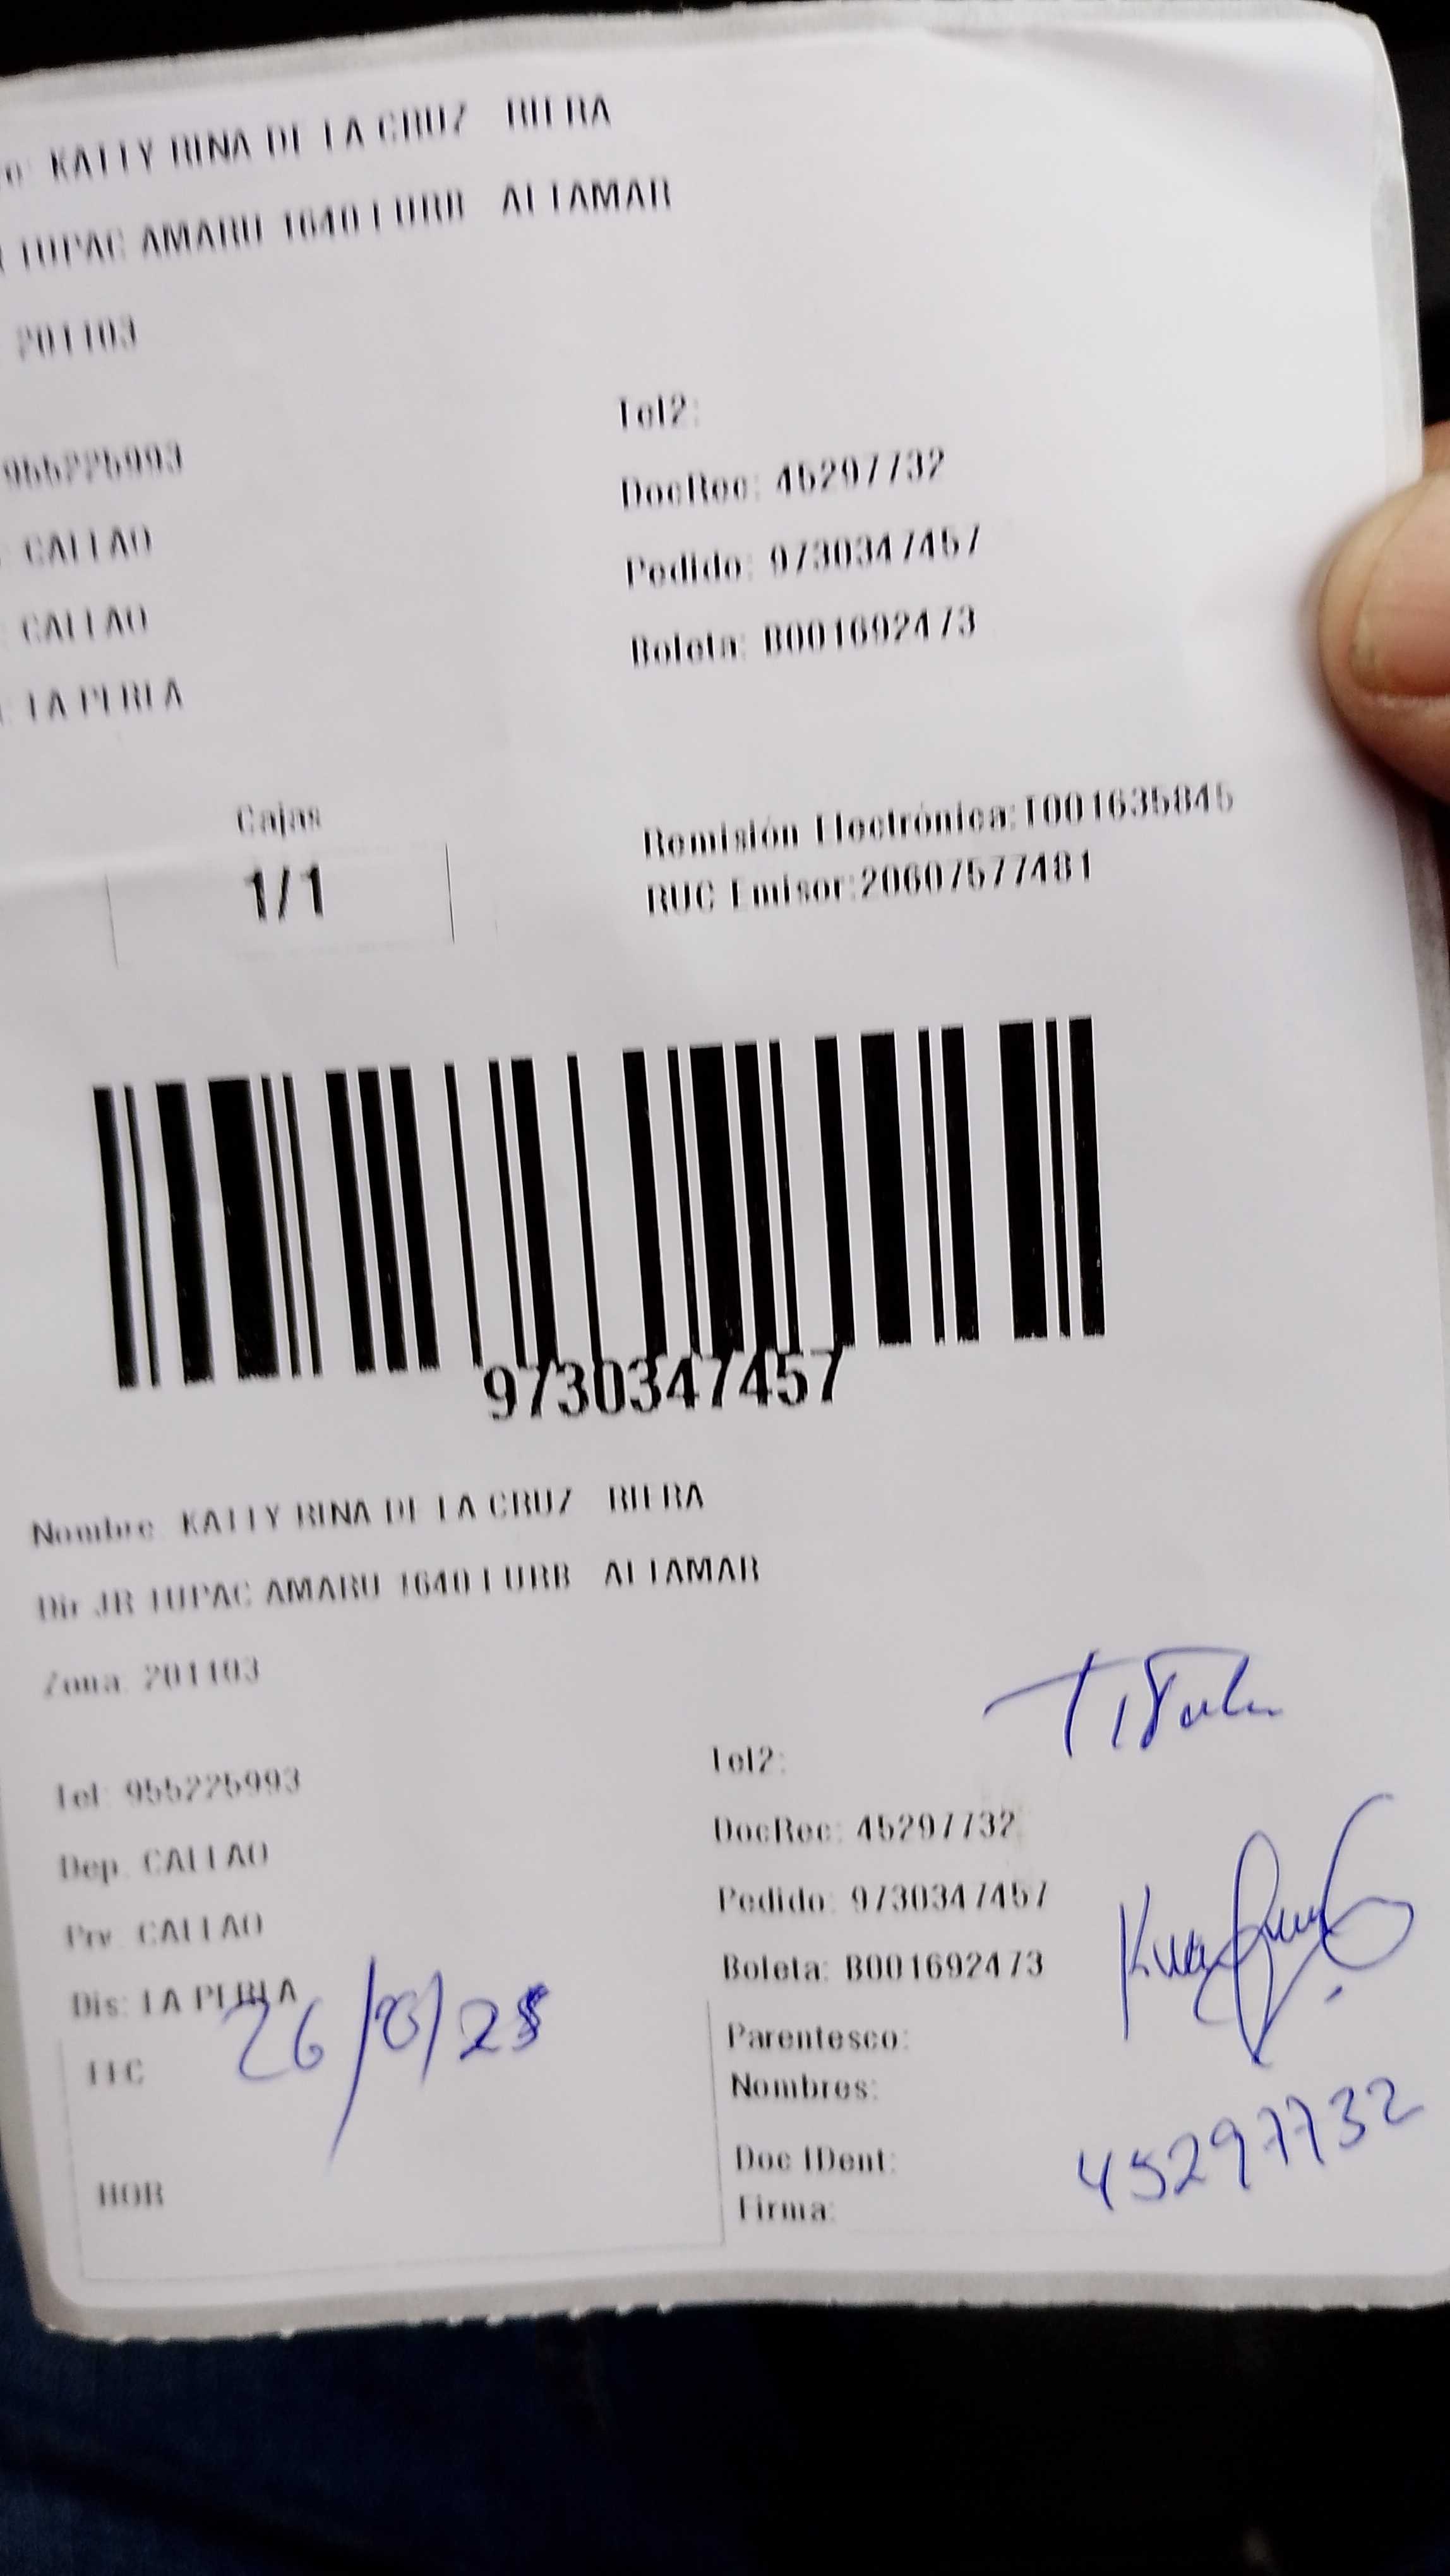 o: KATTY RINA DE LA CRUZ RIERA
TUPAC AMARU 1640 1 URB ALTAMAR
201103
Tel2:
955225993
DocRec: 45297732
CALLAO
Pedido: 9730347457
CALLAO
Boleta: B001692473
: LA PERLA
Cajas
1/1
Remisión Electrónica:T001635845
RUC Emisor:20607577481
9730347457
Nombre: KATTY RINA DE LA CRUZ RIERA
Dir JR TUPAC AMARU 1640 1 URB ALTAMAR
Zona: 201103
Titular
Tel: 955225993
Tel2:
Dep: CALLAO
DocRec: 45297732
Prv: CALLAO
Pedido: 9730347457
Dis: LA PERLA
Boleta: B001692473
Parentesco:
Nombres:
Doc IDent:
45297732
HOR
Firma: